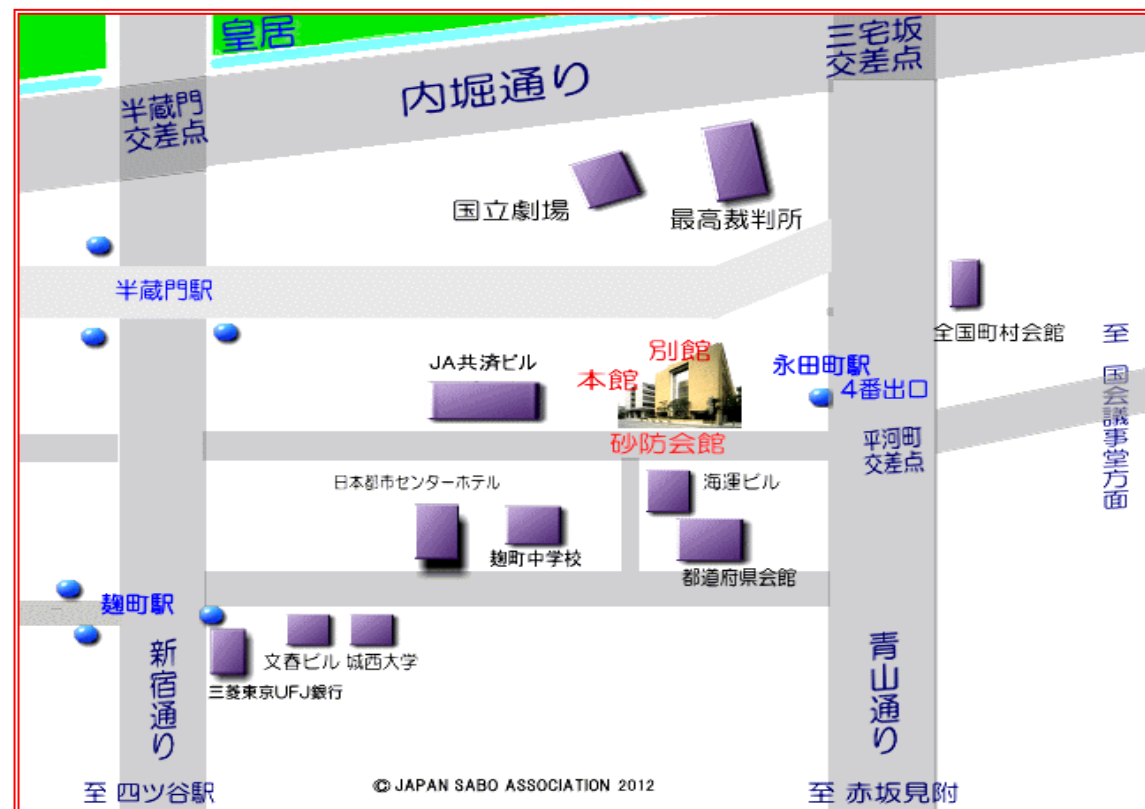 皇居
三宅坂
交差点
内堀通り
半蔵門
交差点
国立劇場
最高裁判所
半蔵門駅
全国町村会館
至 国会議事堂方面
別館
JA共済ビル
本館
永田町駅
4番出口
砂防会館
平河町
交差点
日本都市センターホテル
海運ビル
麹町中学校
都道府県会館
麹町駅
新宿通り
文春ビル
城西大学
三菱東京UFJ銀行
青山通り
至 四ツ谷駅
© JAPAN SABO ASSOCIATION 2012
至 赤坂見附